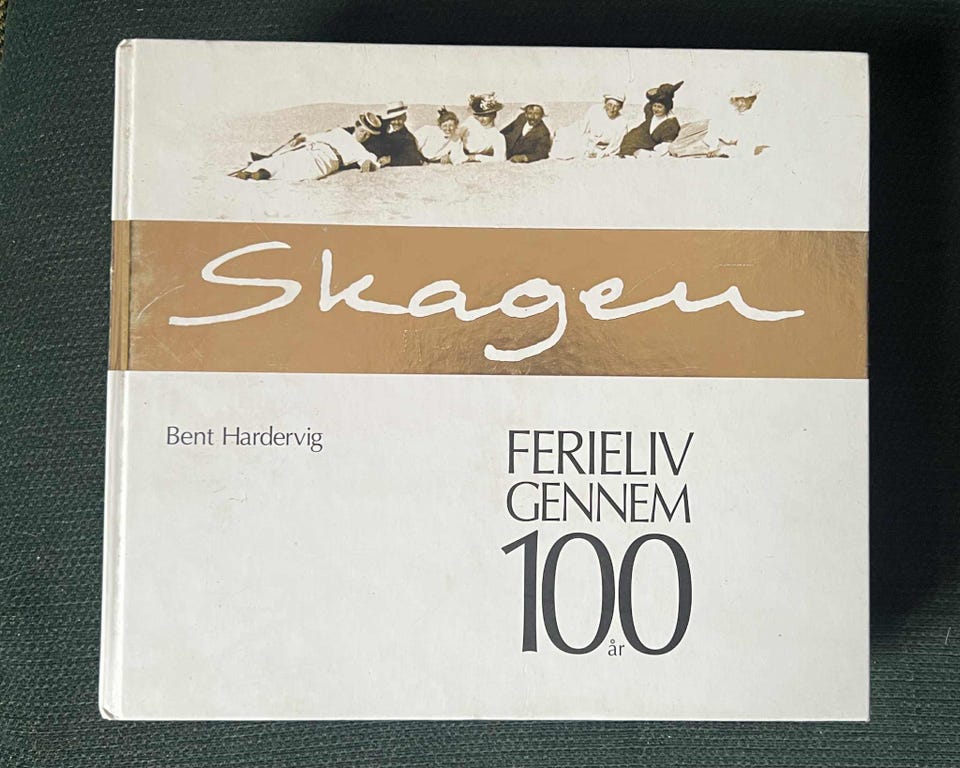 Skagen
Bent Hardervig
FERIELIV
GENNEM
100
år